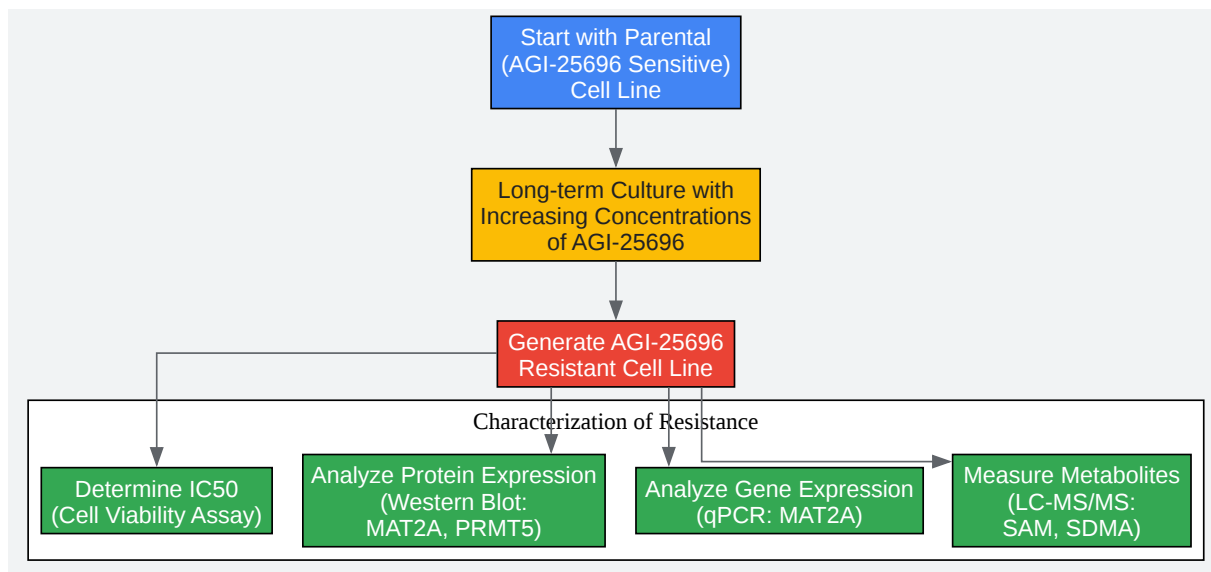 Start with Parental
(AGI-25696 Sensitive)
Cell Line
Long-term Culture with
Increasing Concentrations
of AGI-25696
Generate AGI-25696
Resistant Cell Line
Characterization of Resistance
Determine IC50
(Cell Viability Assay)
Analyze Protein Expression
(Western Blot:
MAT2A, PRMT5)
Analyze Gene Expression
(qPCR: MAT2A)
Measure Metabolites
(LC-MS/MS:
SAM, SDMA)